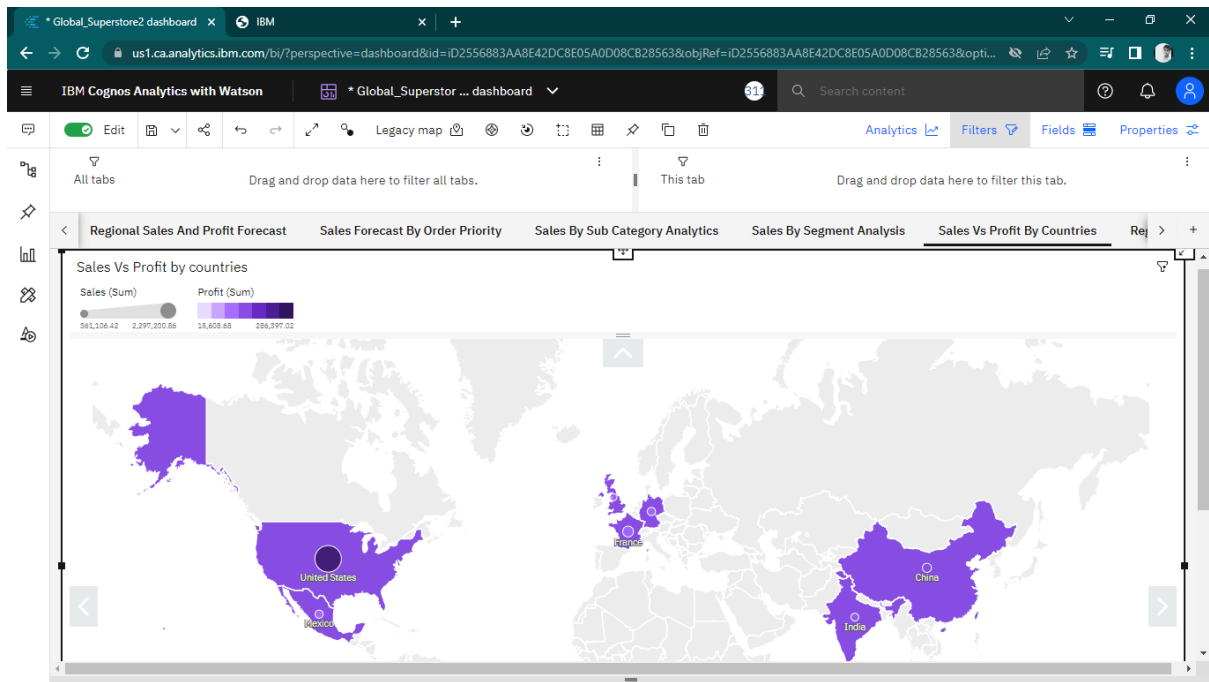 * Global_Superstore2 dashboard
IBM
us1.ca.analytics.ibm.com/bi/?perspective=dashboard&id=iD2556883AA8E42DC8E05A0D08CB28563&objRef=iD2556883AA8E42DC8E05A0D08CB28563&opti...
IBM Cognos Analytics with Watson
* Global_Superstor ... dashboard
Search content
Edit
Legacy map
Analytics
Filters
Fields
Properties
All tabs
Drag and drop data here to filter all tabs.
This tab
Drag and drop data here to filter this tab.
Regional Sales And Profit Forecast
Sales Forecast By Order Priority
Sales By Sub Category Analytics
Sales By Segment Analysis
Sales Vs Profit By Countries
Sales Vs Profit by countries
Sales (Sum)
Profit (Sum)
361,106.42
2,297,200.86
15,608.68
286,397.02
France
United States
China
Mexico
India